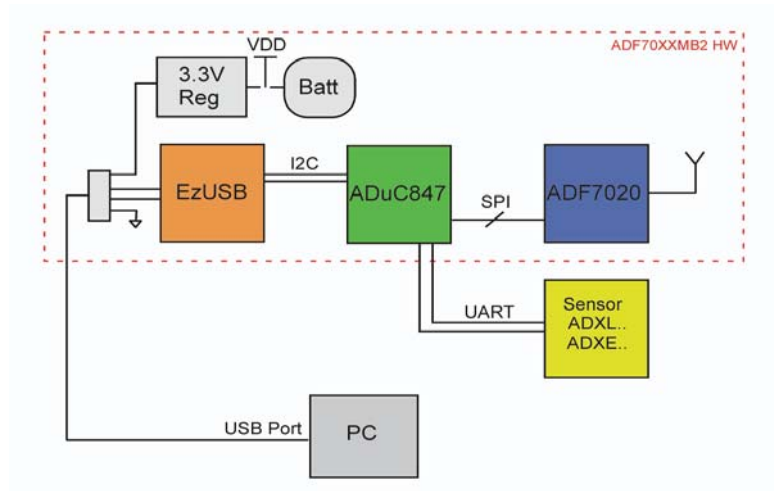 ADF70XXMB2 HW
VDD
3.3V
Reg
Batt
EzUSB
I2C
ADuC847
SPI
ADF7020
UART
Sensor
ADXL..
ADXE..
USB Port
PC